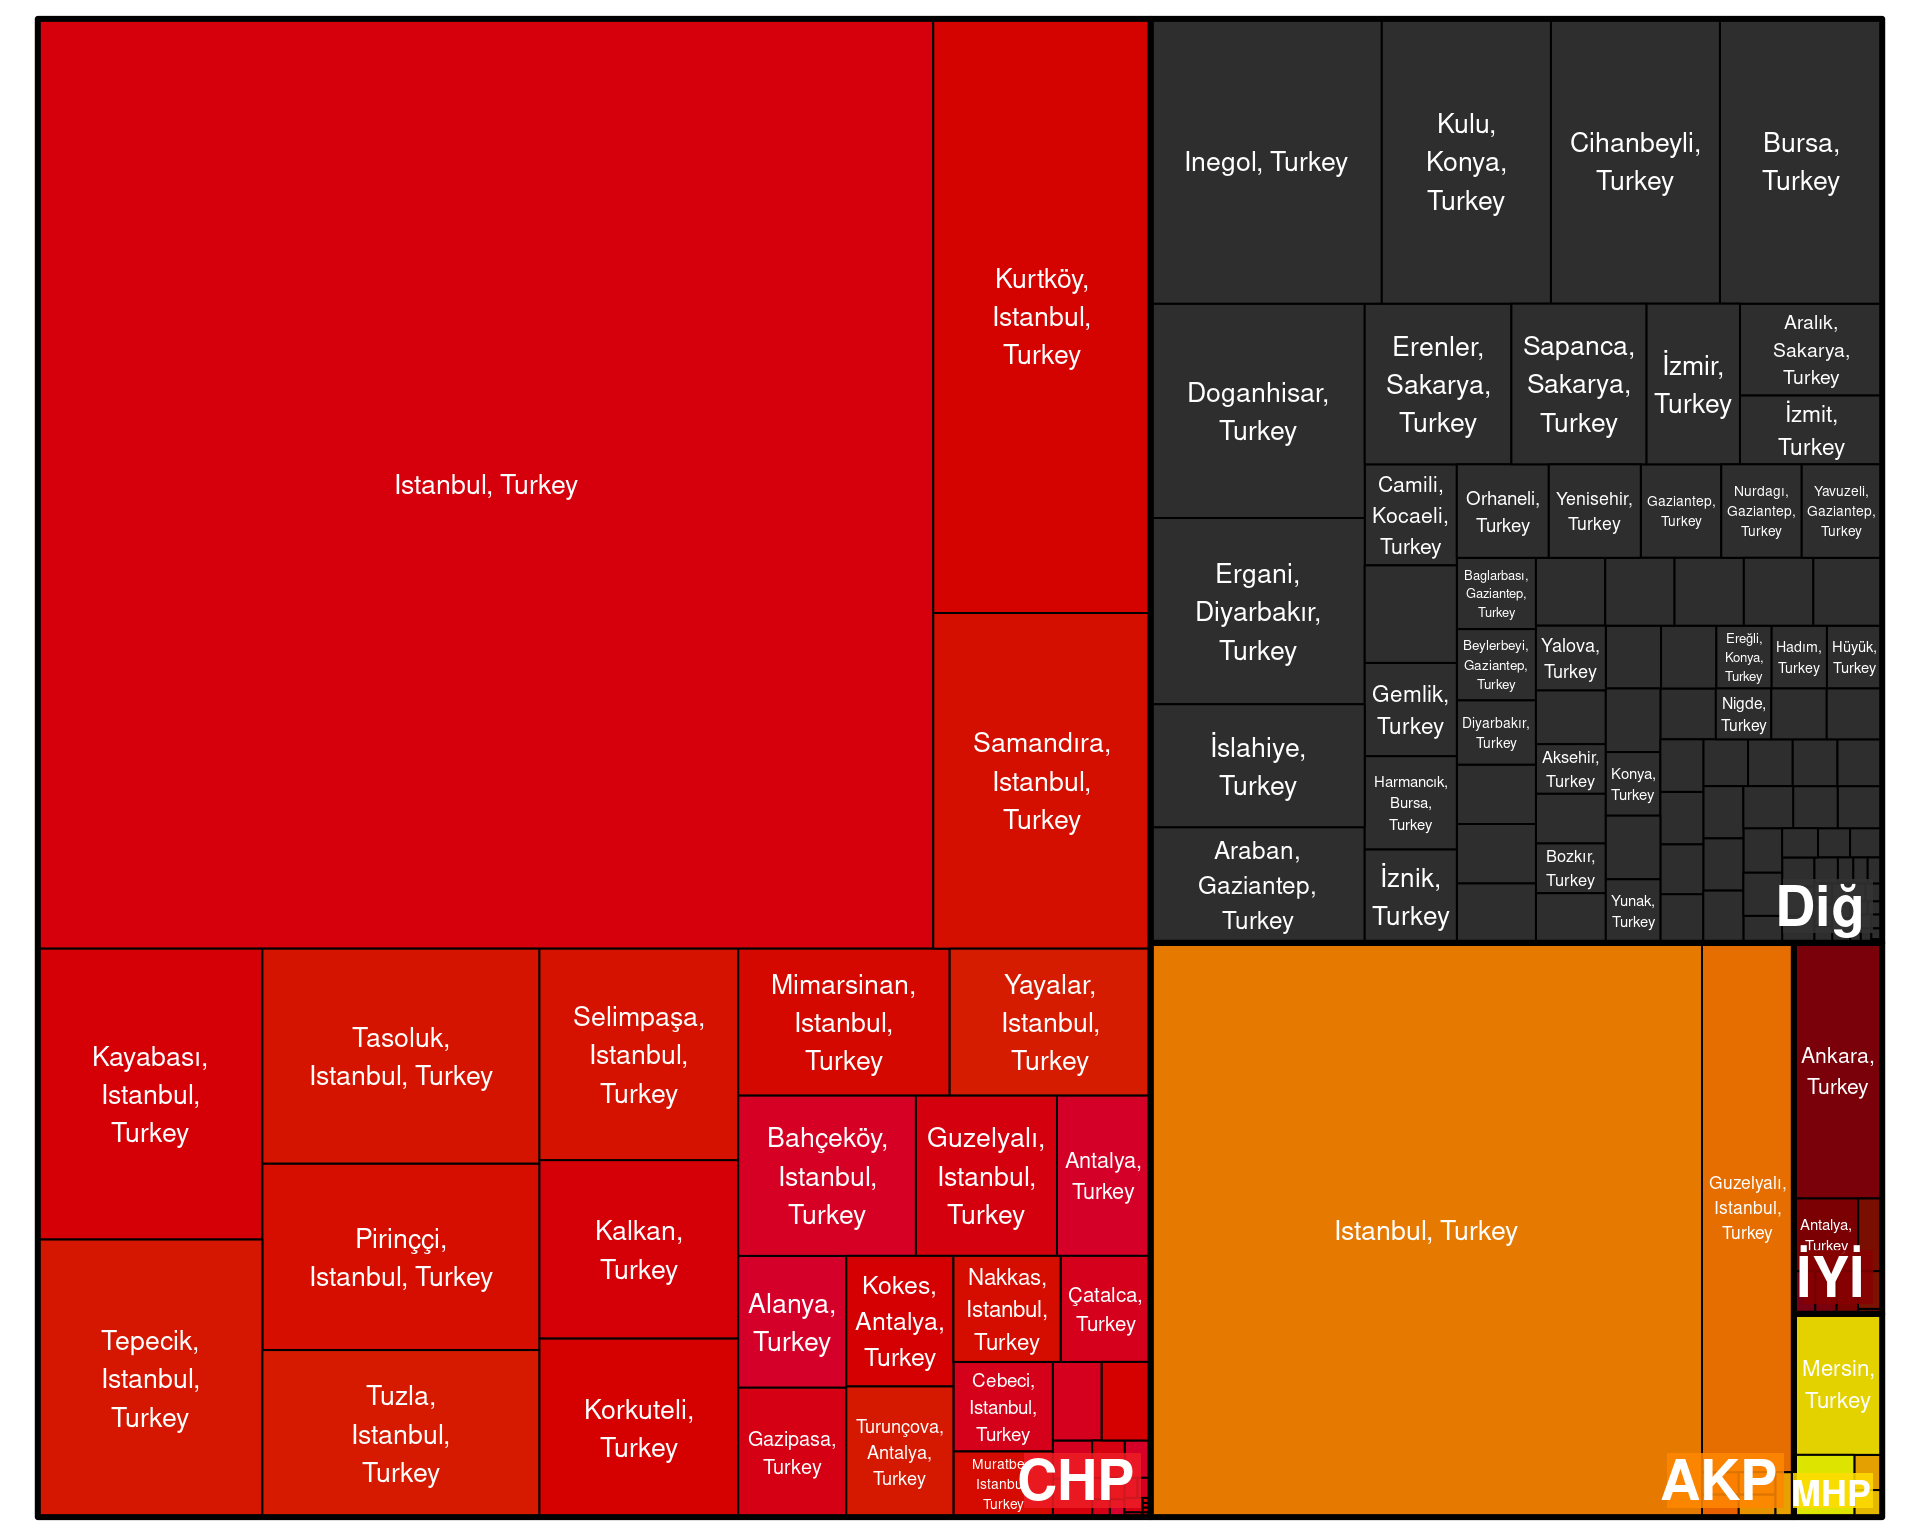 Istanbul, Turkey
Kurtköy,
Istanbul,
Turkey
Samandıra,
Istanbul,
Turkey
Kayabası,
Istanbul,
Turkey
Tepecik,
Istanbul,
Turkey
Tasoluk,
Istanbul, Turkey
Pirinççi,
Istanbul, Turkey
Tuzla,
Istanbul,
Turkey
Selimpaşa,
Istanbul,
Turkey
Kalkan,
Turkey
Korkuteli,
Turkey
Mimarsinan,
Istanbul,
Turkey
Yayalar,
Istanbul,
Turkey
Bahçeköy,
Istanbul,
Turkey
Guzelyalı,
Istanbul,
Turkey
Antalya,
Turkey
Alanya,
Turkey
Gazipasa,
Turkey
Kokes,
Antalya,
Turkey
Turunçova,
Antalya,
Turkey
Nakkas,
Istanbul,
Turkey
Çatalca,
Turkey
Cebeci,
Istanbul,
Turkey
Turkey
CHP
Inegol, Turkey
Kulu,
Konya,
Turkey
Cihanbeyli,
Turkey
Bursa,
Turkey
Doganhisar,
Turkey
Ergani,
Diyarbakır,
Turkey
İslahiye,
Turkey
Araban,
Gaziantep,
Turkey
Erenler,
Sakarya,
Turkey
Sapanca,
Sakarya,
Turkey
İzmir,
Turkey
Aralık,
Sakarya,
Turkey
İzmit,
Turkey
Camili,
Kocaeli,
Turkey
Gemlik,
Turkey
Harmancık,
Bursa,
Turkey
İznik,
Turkey
Orhaneli,
Turkey
Yenisehir,
Turkey
Gaziantep,
Turkey
Nurdagı,
Gaziantep,
Turkey
Yavuzeli,
Gaziantep,
Turkey
Baglarbası,
Gaziantep,
Turkey
Beylerbeyi,
Gaziantep,
Turkey
Diyarbakır,
Turkey
Yalova,
Turkey
Aksehir,
Turkey
Bozkır,
Turkey
Konya,
Turkey
Yunak,
Turkey
Ereğli,
Konya,
Turkey
Hadım,
Turkey
Hüyük,
Turkey
Nigde,
Turkey
Diğ
Istanbul, Turkey
Guzelyalı,
Istanbul,
Turkey
AKP
Ankara,
Turkey
Antalya,
Turkey
İYİ
Mersin,
Turkey
MHP